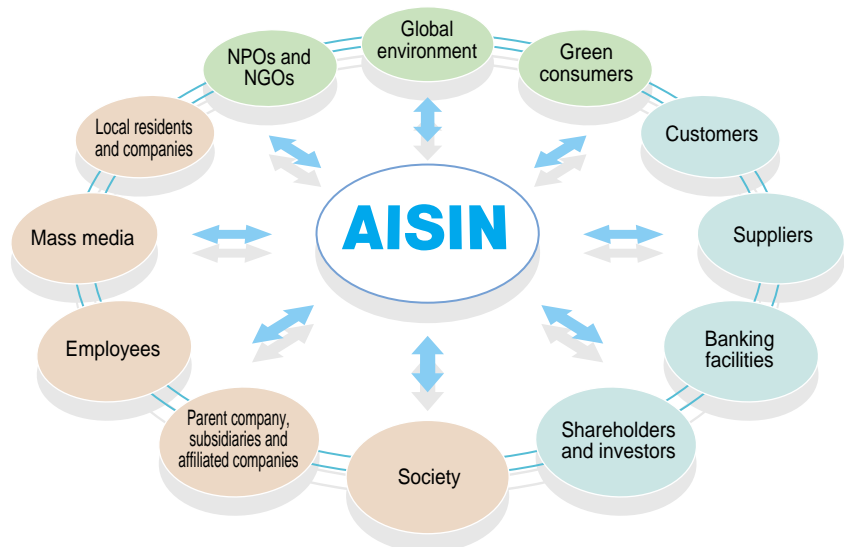 Global
environment
NPOs and
NGOs
Green
consumers
Local residents
and companies
Customers
AISIN
Mass media
Suppliers
Employees
Banking
facilities
Parent company,
subsidiaries and
affiliated companies
Shareholders
and investors
Society